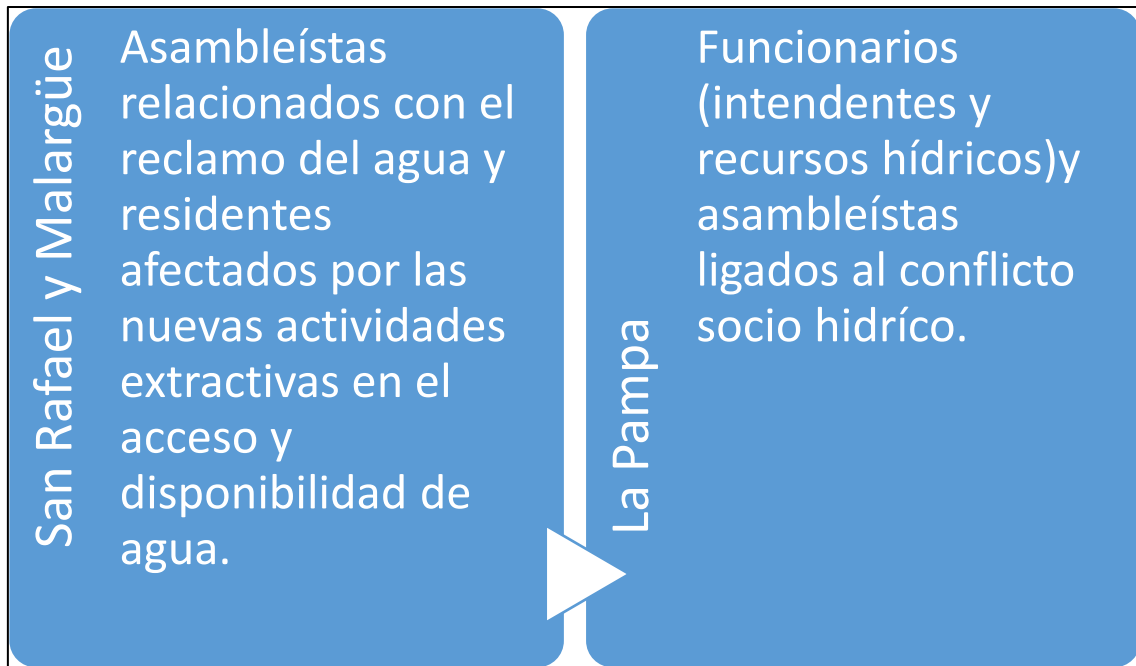 San Rafael y Malargüe
Asambleístas
relacionados con el
reclamo del agua y
residentes
afectados por las
nuevas actividades
extractivas en el
acceso y
disponibilidad de
agua.
La Pampa
Funcionarios
(intendentes y
recursos hídricos)y
asambleístas
ligados al conflicto
socio hidríco.